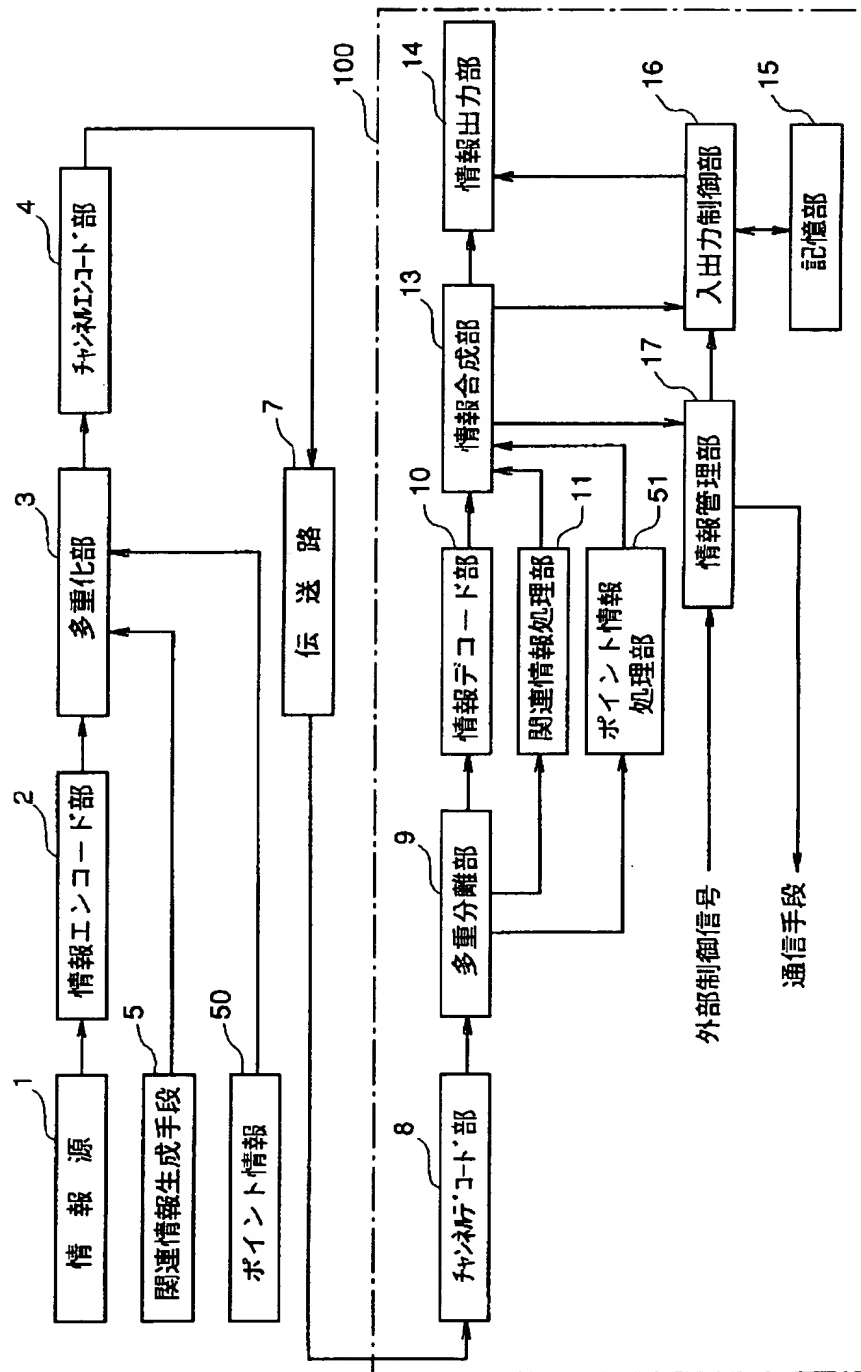 1
情報源
2
情報エンコード部
3
多重化部
4
チャンネルエンコード部
5
関連情報生成手段
50
ポイント情報
7
伝送路
100
8
チャンネルデコード部
9
多重分離部
10
情報デコード部
11
関連情報処理部
51
ポイント情報
処理部
13
情報合成部
14
情報出力部
17
情報管理部
16
入出力制御部
15
記憶部
外部制御信号
通信手段